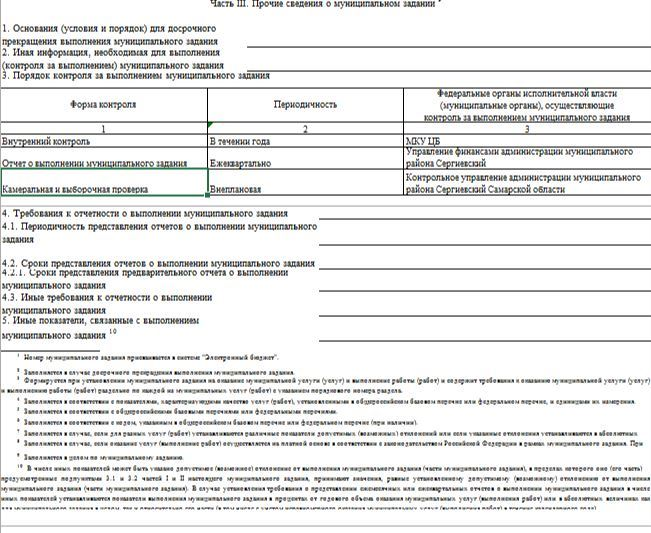 Часть III. Прочие сведения о муниципальном задании 9
1. Основания (условия и порядок) для досрочного
прекращения выполнения муниципального задания
2. Иная информация, необходимая для выполнения
(контроля за выполнением) муниципального задания
3. Порядок контроля за выполнением муниципального задания
Форма контроля
Периодичность
Федеральные органы исполнительной власти
(муниципальные органы), осуществляющие
контроль за выполнением муниципального задания
1 2 3
Внутренний контроль В течении года МКУ ЦБ
Отчет о выполнении муниципального задания Ежеквартально Управление финансами администрации муниципального
района Сергиевский
Камеральная и выборочная проверка Внеплановая Контрольное управление администрации муниципального
района Сергиевский Самарской области
4. Требования к отчетности о выполнении муниципального задания
4.1. Периодичность представления отчетов о выполнении муниципального
задания
4.2. Сроки представления отчетов о выполнении муниципального задания
4.2.1. Сроки представления предварительного отчета о выполнении
муниципального задания
4.3. Иные требования к отчетности о выполнении
муниципального задания
5. Иные показатели, связанные с выполнением
муниципального задания 10
1 Номер муниципального задания присваивается в системе "Электронный бюджет".
2 Заполняется в случае досрочного прекращения выполнения муниципального задания.
3 Формируется при установлении муниципального задания на оказание муниципальной услуги (услуг) и выполнение работы (работ) и содержит требования к оказанию муниципальной услуги (услуг)
и выполнению работы (работ) раздельно по каждой из муниципальных услуг (работ) с указанием порядкового номера раздела.
4 Заполняется в соответствии с показателями, характеризующими качество услуг (работ), установленными в общероссийском базовом перечне или федеральном перечне, и единицами их измерения.
5 Заполняется в соответствии с общероссийскими базовыми перечнями или федеральными перечнями.
6 Заполняется в соответствии с кодом, указанным в общероссийском базовом перечне или федеральном перечне (при наличии).
7 Заполняется в случае, если для разных услуг (работ) устанавливаются различные показатели допустимых (возможных) отклонений или если указанные отклонения устанавливаются в абсолютных
8 Заполняется в случае, если оказание услуг (выполнение работ) осуществляется на платной основе в соответствии с законодательством Российской Федерации в рамках муниципального задания. При
9 Заполняется в целом по муниципальному заданию.
10 В числе иных показателей может быть указано допустимое (возможное) отклонение от выполнения муниципального задания (части муниципального задания), в пределах которого оно (его часть)
предусмотренные подпунктами 3.1 и 3.2 частей I и II настоящего муниципального задания, принимают значения, равные установленному допустимому (возможному) отклонению от выполнения
муниципального задания (части муниципального задания). В случае установления требования о представлении ежемесячных или ежеквартальных отчетов о выполнении муниципального задания в числе
иных показателей устанавливаются показатели выполнения муниципального задания в процентах от годового объема оказания муниципальных услуг (выполнения работ) или в абсолютных величинах как